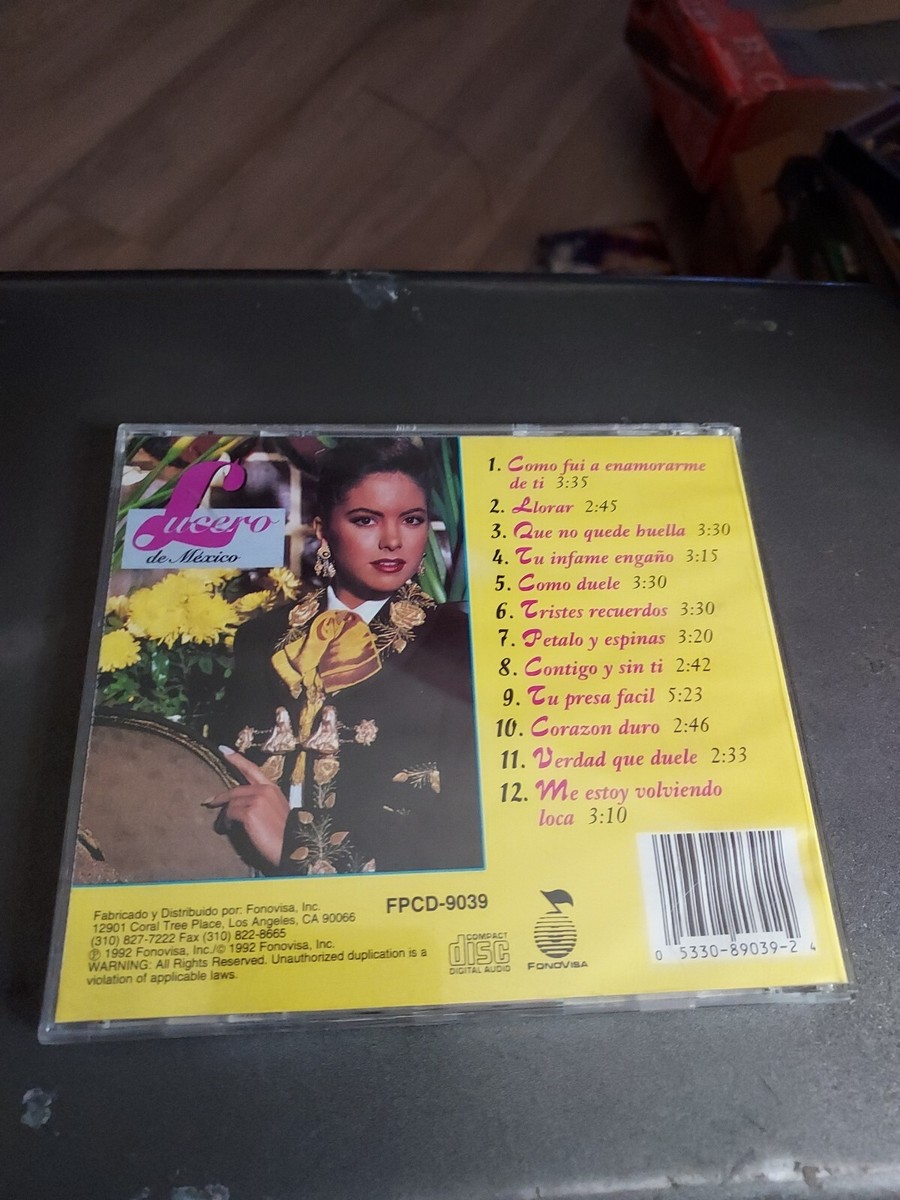 Lucero
de México
1. Como fui a enamorarme
de ti 3:35
2. Llorar 2:45
3. Que no quede huella 3:30
4. Tu infame engaño 3:15
5. Como duele 3:30
6. Tristes recuerdos 3:30
7. Petalo y espinas 3:20
8. Contigo y sin ti 2:42
9. Tu presa facil 5:23
10. Corazon duro 2:46
11. Verdad que duele 2:33
12. Me estoy volviendo
loca 3:10
Fabricado y Distribuido por: Fonovisa, Inc.
12901 Coral Tree Place, Los Angeles, CA 90066
(310) 827-7222 Fax (310) 822-8665
℗ 1992 Fonovisa, Inc./© 1992 Fonovisa, Inc.
WARNING: All Rights Reserved. Unauthorized duplication is a
violation of applicable laws.
FPCD-9039
COMPACT
disc
DIGITAL AUDIO
FONOVISA
0 5330-89039-2 4